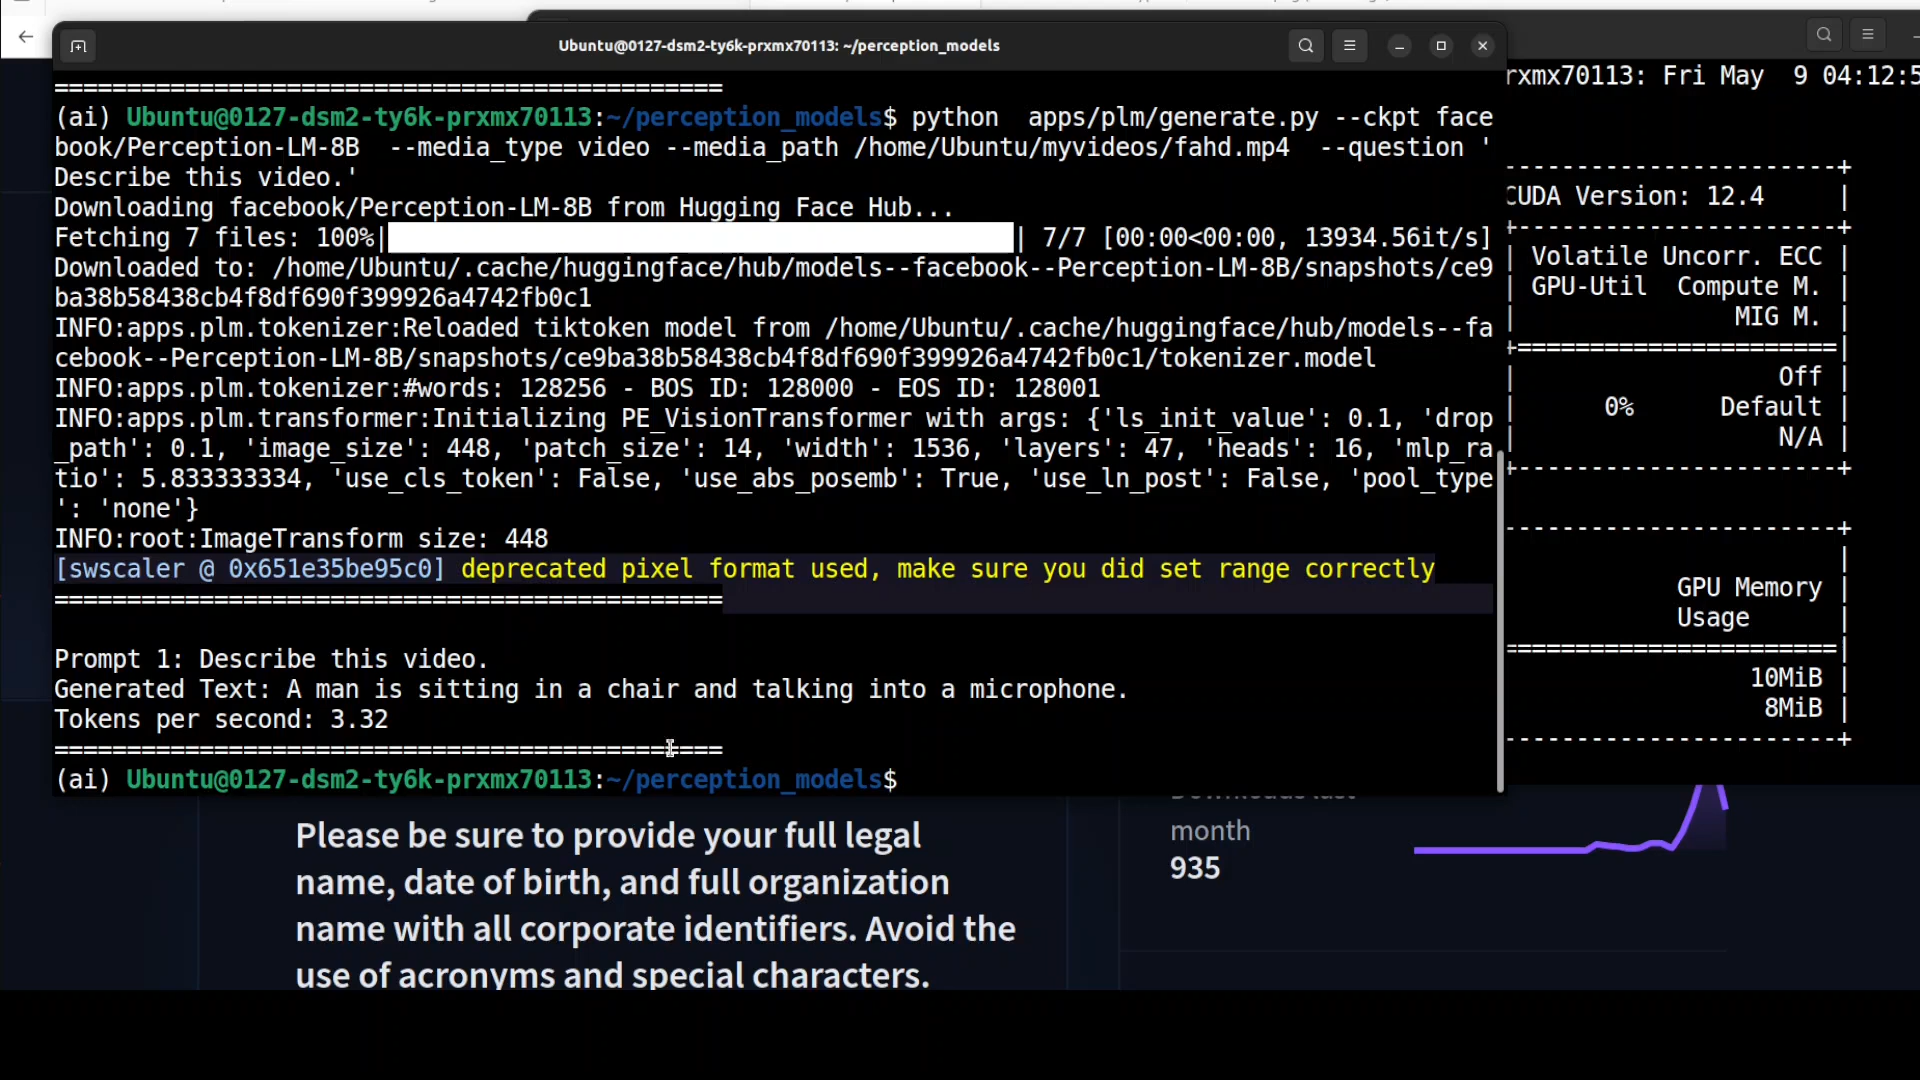 Ubuntu@0127-dsm2-ty6k-prxmx70113: ~/perception_models
==============================================
(ai) Ubuntu@0127-dsm2-ty6k-prxmx70113:~/perception_models$ python  apps/plm/generate.py --ckpt face
book/Perception-LM-8B  --media_type video --media_path /home/Ubuntu/myvideos/fahd.mp4  --question '
Describe this video.'
Downloading facebook/Perception-LM-8B from Hugging Face Hub...
Fetching 7 files: 100%| | 7/7 [00:00<00:00, 13934.56it/s]
Downloaded to: /home/Ubuntu/.cache/huggingface/hub/models--facebook--Perception-LM-8B/snapshots/ce9
ba38b58438cb4f8df690f399926a4742fb0c1
INFO:apps.plm.tokenizer:Reloaded tiktoken model from /home/Ubuntu/.cache/huggingface/hub/models--fa
cebook--Perception-LM-8B/snapshots/ce9ba38b58438cb4f8df690f399926a4742fb0c1/tokenizer.model
INFO:apps.plm.tokenizer:#words: 128256 - BOS ID: 128000 - EOS ID: 128001
INFO:apps.plm.transformer:Initializing PE_VisionTransformer with args: {'ls_init_value': 0.1, 'drop
_path': 0.1, 'image_size': 448, 'patch_size': 14, 'width': 1536, 'layers': 47, 'heads': 16, 'mlp_ra
tio': 5.833333334, 'use_cls_token': False, 'use_abs_posemb': True, 'use_ln_post': False, 'pool_type
': 'none'}
INFO:root:ImageTransform size: 448
[swscaler @ 0x651e35be95c0] deprecated pixel format used, make sure you did set range correctly
==============================================
Prompt 1: Describe this video.
Generated Text: A man is sitting in a chair and talking into a microphone.
Tokens per second: 3.32
==============================================
(ai) Ubuntu@0127-dsm2-ty6k-prxmx70113:~/perception_models$
rxmx70113: Fri May  9 04:12:5
-----------------------+
CUDA Version: 12.4     |
+----------------------+
| Volatile Uncorr. ECC |
| GPU-Util  Compute M. |
|               MIG M. |
+======================|
|                  Off |
|      0%      Default |
|                  N/A |
+----------------------+
-----------------------+
|
GPU Memory |
Usage      |
=======================|
10MiB |
8MiB |
-----------------------+
Please be sure to provide your full legal
name, date of birth, and full organization
name with all corporate identifiers. Avoid the
use of acronyms and special characters.
Downloads last
month
935